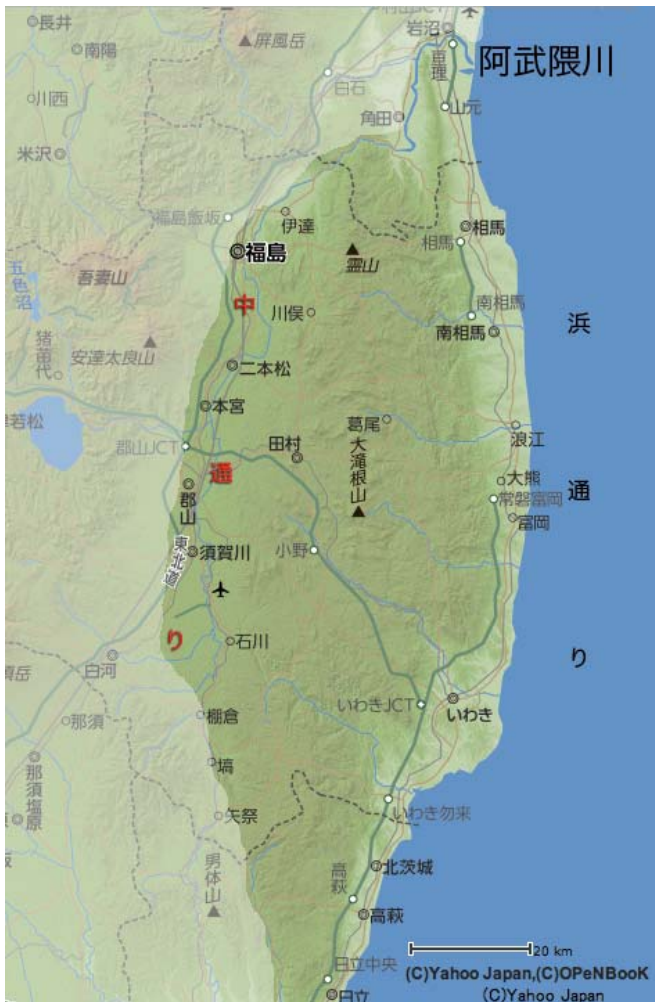 長井
南陽
屏風岳
岩沼
亘理
阿武隈川
白石
川西
角田
山元
米沢
福島飯坂
伊達
相馬
相馬
福島
霊山
吾妻山
五色沼
中
川俣
南相馬
南相馬
浜
猪苗代
安達太良山
二本松
本宮
葛尾
郡山JCT
田村
大滝根山
浪江
通
郡山
大熊
常磐富岡
通
富岡
須賀川
東北道
小野
り
石川
白河
り
いわきJCT
いわき
那須
棚倉
那須塩原
塙
矢祭
いわき勿来
男体山
北茨城
高萩
高萩
日立中央
20 km
(C)Yahoo Japan,(C)OPeNBooK
(C)Yahoo Japan
日立